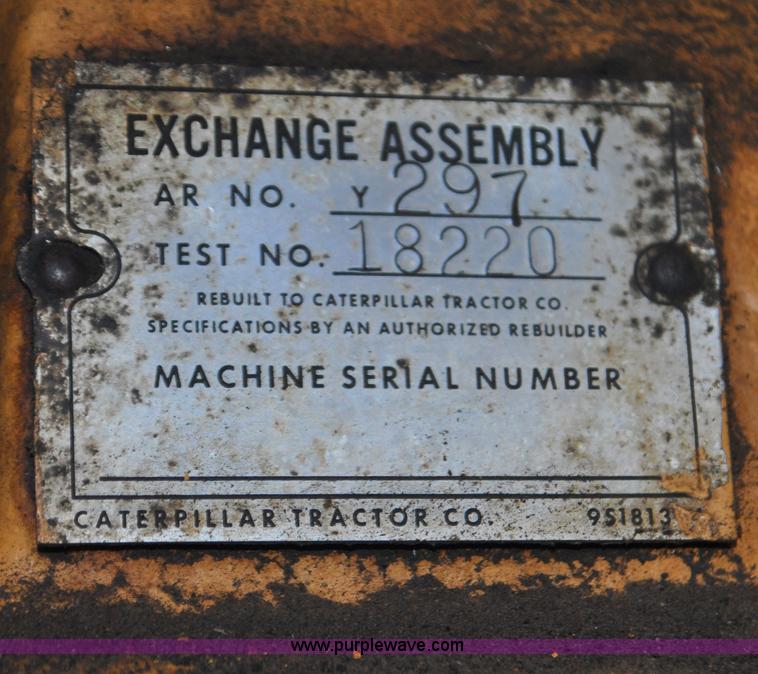 EXCHANGE ASSEMBLY
AR NO. Y 297
TEST NO. 18220
REBUILT TO CATERPILLAR TRACTOR CO.
SPECIFICATIONS BY AN AUTHORIZED REBUILDER
MACHINE SERIAL NUMBER
CATERPILLAR TRACTOR CO. 9S1813
www.purplewave.com